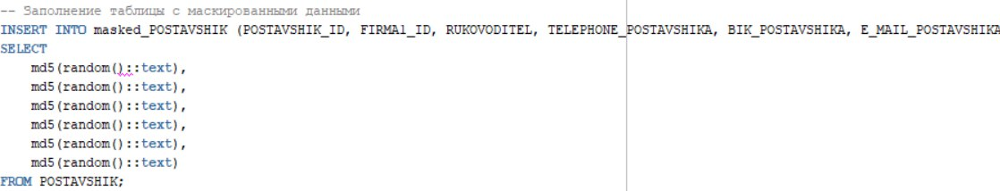 -- Заполнение таблицы с маскированными данными
INSERT INTO masked_POSTAVSHIK (POSTAVSHIK_ID, FIRMA1_ID, RUKOVODITEL, TELEPHONE_POSTAVSHIKA, BIK_POSTAVSHIKA, E_MAIL_POSTAVSHIKA
SELECT
    md5(random()::text),
    md5(random()::text),
    md5(random()::text),
    md5(random()::text),
    md5(random()::text),
    md5(random()::text)
FROM POSTAVSHIK;